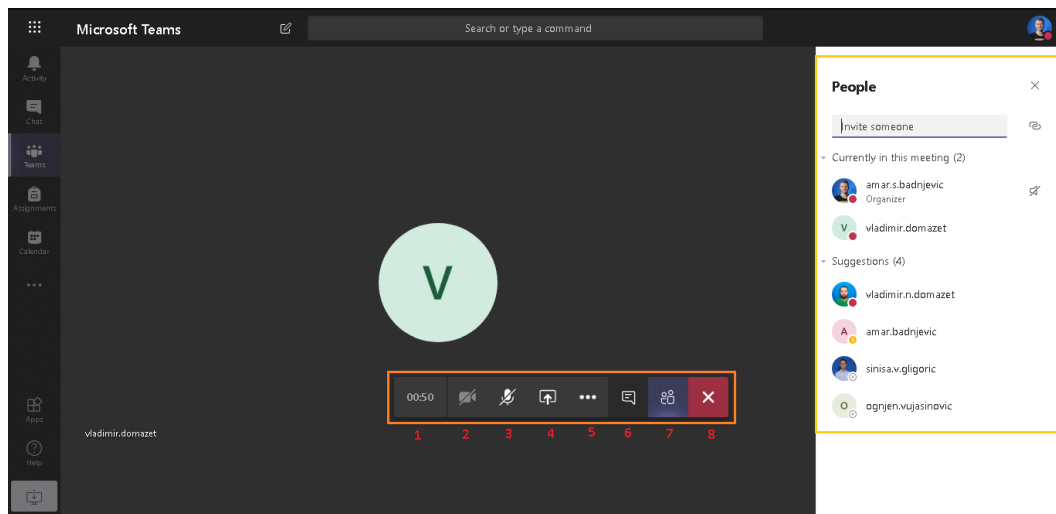 Microsoft Teams
Search or type a command
Activity
Chat
Teams
Assignments
Calendar
Apps
Help
V
vladimir.domazet
00:50
1 2 3 4 5 6 7 8
People
Invite someone
Currently in this meeting (2)
amar.s.badnjevic
Organizer
V vladimir.domazet
Suggestions (4)
vladimir.n.domazet
A amar.badnjevic
sinisa.v.gligoric
O ognjen.vujasinovic